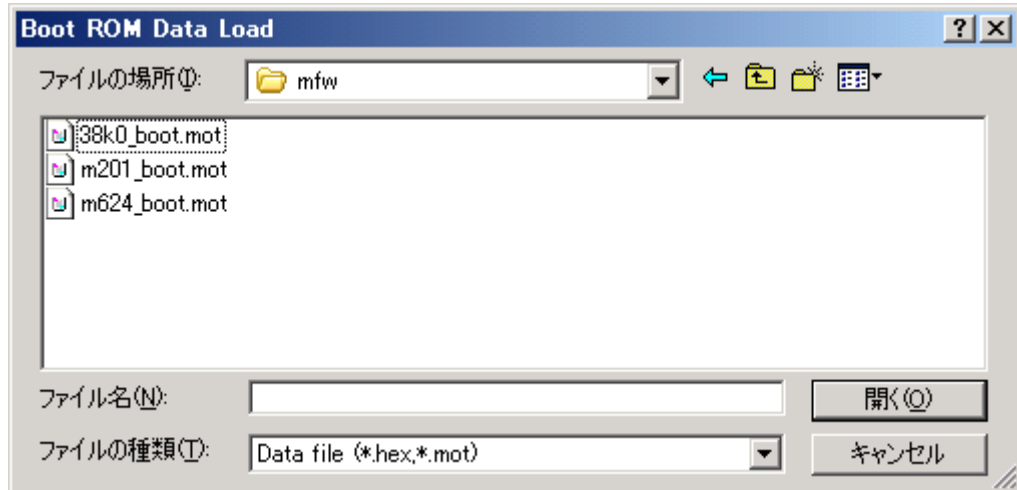 Boot ROM Data Load
ファイルの場所(I): mfw
38k0_boot.mot
m201_boot.mot
m624_boot.mot
ファイル名(N): 開く(O)
ファイルの種類(T): Data file (*.hex,*.mot) キャンセル